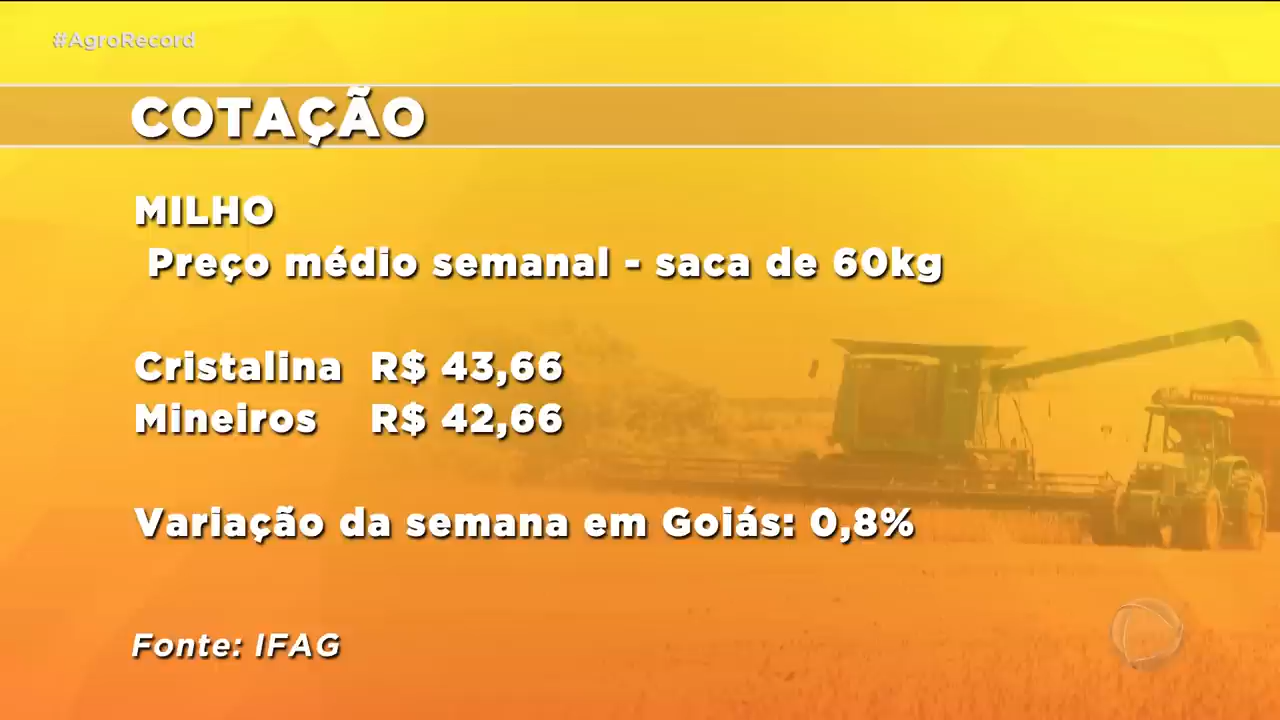 #AgroRecord
COTAÇÃO
MILHO
Preço médio semanal - saca de 60kg
Cristalina R$ 43,66
Mineiros R$ 42,66
Variação da semana em Goiás: 0,8%
Fonte: IFAG